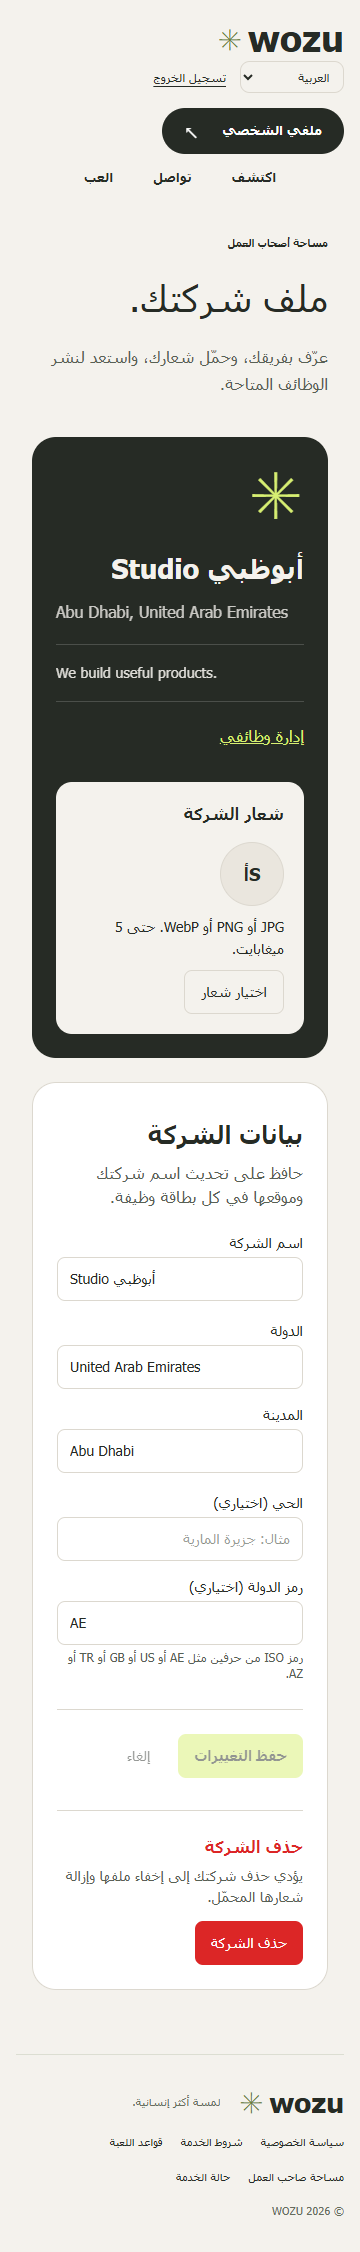 wozu
العربية
تسجيل الخروج
ملفي الشخصي ↖
اكتشف
تواصل
العب
مساحة أصحاب العمل
ملف شركتك.
عرّف بفريقك، وحمّل شعارك، واستعد لنشر
الوظائف المتاحة.
أبوظبي Studio
Abu Dhabi, United Arab Emirates
We build useful products.
إدارة وظائفي
شعار الشركة
أS
JPG أو PNG أو WebP. حتى 5
ميغابايت.
اختيار شعار
بيانات الشركة
حافظ على تحديث اسم شركتك
وموقعها في كل بطاقة وظيفة.
اسم الشركة
أبوظبي Studio
الدولة
United Arab Emirates
المدينة
Abu Dhabi
الحي (اختياري)
مثال: جزيرة المارية
رمز الدولة (اختياري)
AE
رمز ISO من حرفين مثل AE أو US أو GB أو TR أو
AZ.
حفظ التغييرات
إلغاء
حذف الشركة
يؤدي حذف شركتك إلى إخفاء ملفها وإزالة
شعارها المحمّل.
حذف الشركة
wozu
لمسة أكثر إنسانية.
سياسة الخصوصية
شروط الخدمة
قواعد اللعبة
مساحة صاحب العمل
حالة الخدمة
© 2026 WOZU